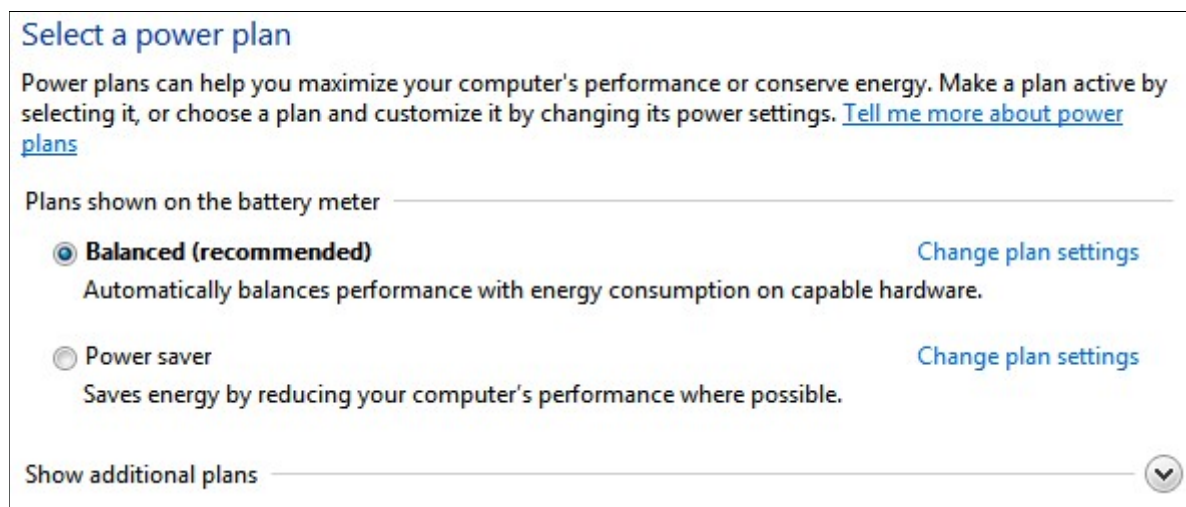 Select a power plan
Power plans can help you maximize your computer's performance or conserve energy. Make a plan active by
selecting it, or choose a plan and customize it by changing its power settings. Tell me more about power
plans
Plans shown on the battery meter
Balanced (recommended) Change plan settings
Automatically balances performance with energy consumption on capable hardware.
Power saver Change plan settings
Saves energy by reducing your computer’s performance where possible.
Show additional plans